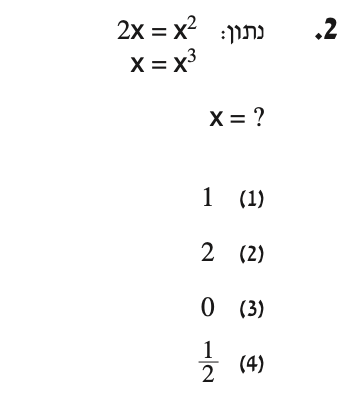 2. נתון: 2x = x²
x = x³
x = ?
(1) 1
(2) 2
(3) 0
(4) 1/2